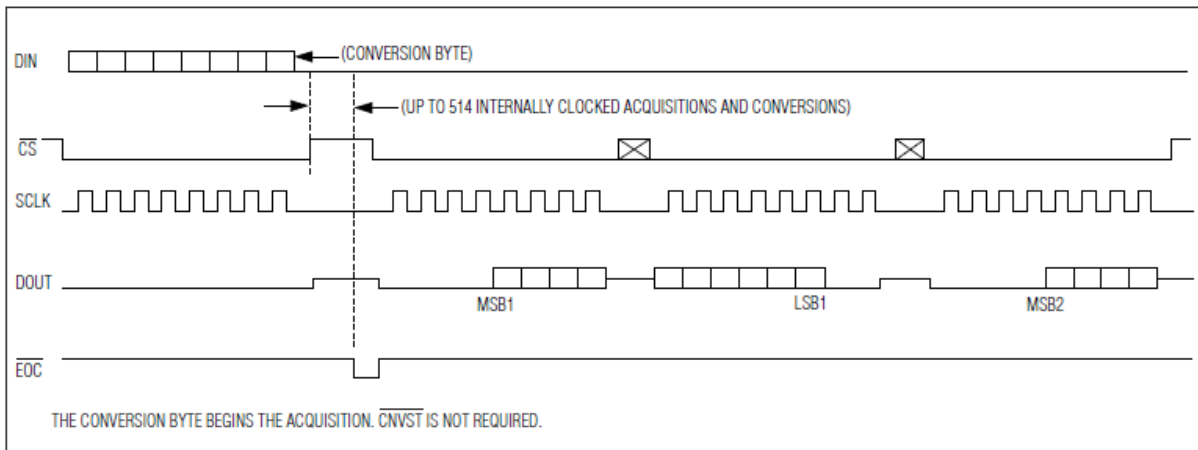 DIN
(CONVERSION BYTE)
(UP TO 514 INTERNALLY CLOCKED ACQUISITIONS AND CONVERSIONS)
CS
SCLK
DOUT
MSB1
LSB1
MSB2
EOC
THE CONVERSION BYTE BEGINS THE ACQUISITION. CNVST IS NOT REQUIRED.